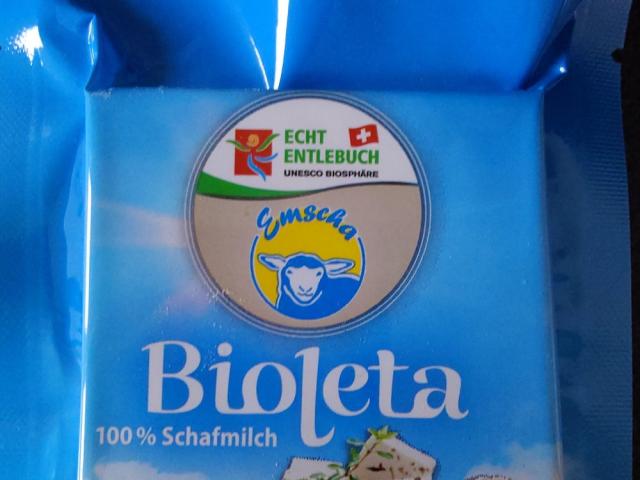 ECHT
ENTLEBUCH
UNESCO BIOSPHÄRE
Emscha
Bioleta
100% Schafmilch